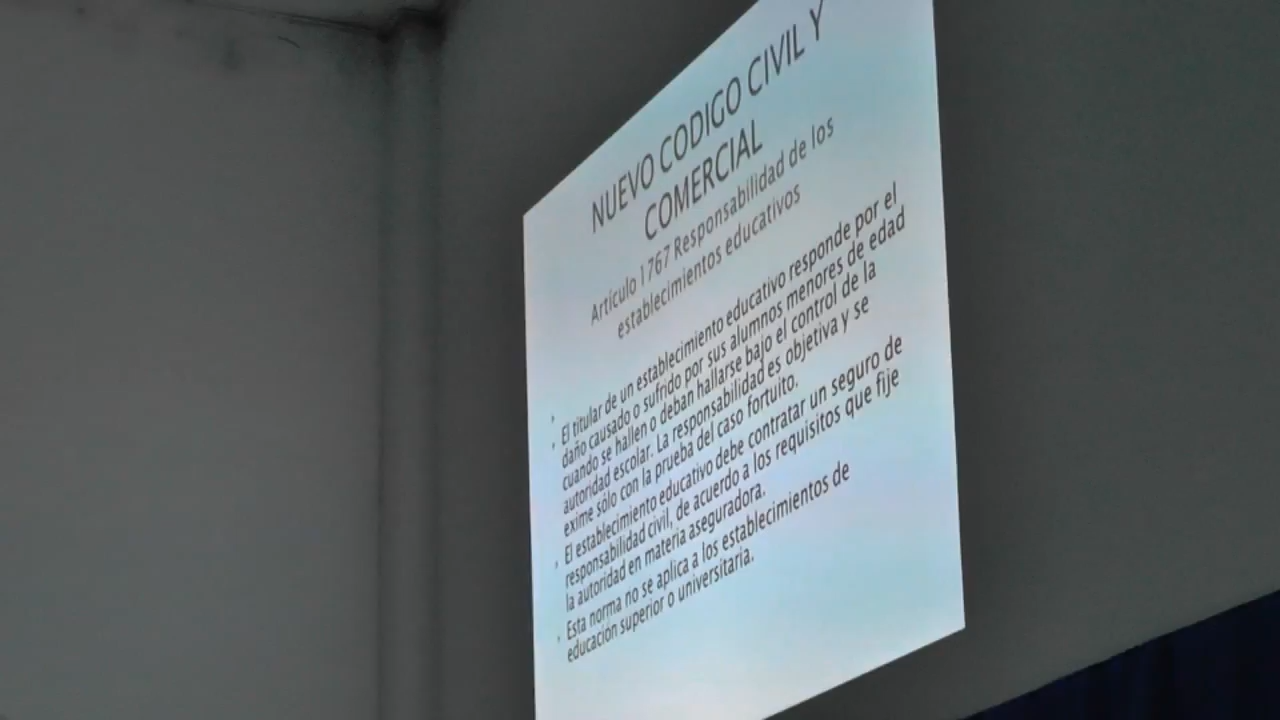 NUEVO CODIGO CIVIL Y
COMERCIAL
Artículo 1767 Responsabilidad de los
establecimientos educativos
• El titular de un establecimiento educativo responde por el
daño causado o sufrido por sus alumnos menores de edad
cuando se hallen o deban hallarse bajo el control de la
autoridad escolar. La responsabilidad es objetiva y se
exime sólo con la prueba del caso fortuito.
• El establecimiento educativo debe contratar un seguro de
responsabilidad civil, de acuerdo a los requisitos que fije
la autoridad en materia aseguradora.
• Esta norma no se aplica a los establecimientos de
educación superior o universitaria.